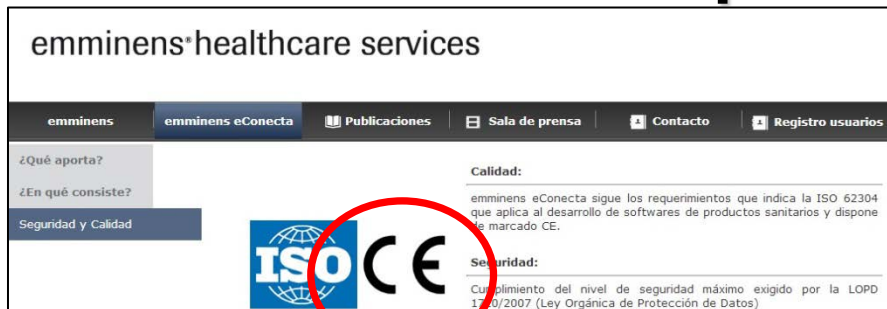 emminens® healthcare services
emminens
emminens eConecta
Publicaciones
Sala de prensa
Contacto
Registro usuarios
¿Qué aporta?
¿En qué consiste?
Seguridad y Calidad
ISO CE
Calidad:
emminens eConecta sigue los requerimientos que indica la ISO 62304
que aplica al desarrollo de softwares de productos sanitarios y dispone
de marcado CE.
Seguridad:
Cumplimiento del nivel de seguridad máximo exigido por la LOPD
1720/2007 (Ley Orgánica de Protección de Datos)